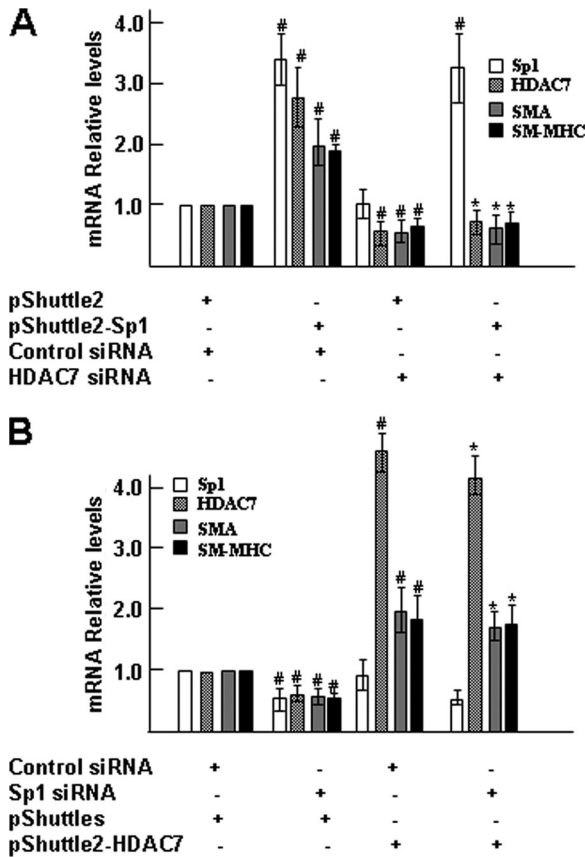 A
mRNA Relative levels
4.0
3.0
2.0
1.0
# # # #
# # #
# * * *
Sp1
HDAC7
SMA
SM-MHC
pShuttle2 + - + -
pShuttle2-Sp1 - + - +
Control siRNA + + - -
HDAC7 siRNA - - + +
B
mRNA Relative levels
4.0
3.0
2.0
1.0
Sp1
HDAC7
SMA
SM-MHC
# # # #
# # #
* * *
Control siRNA + - + -
Sp1 siRNA - + - +
pShuttles + + - -
pShuttle2-HDAC7 - - + +